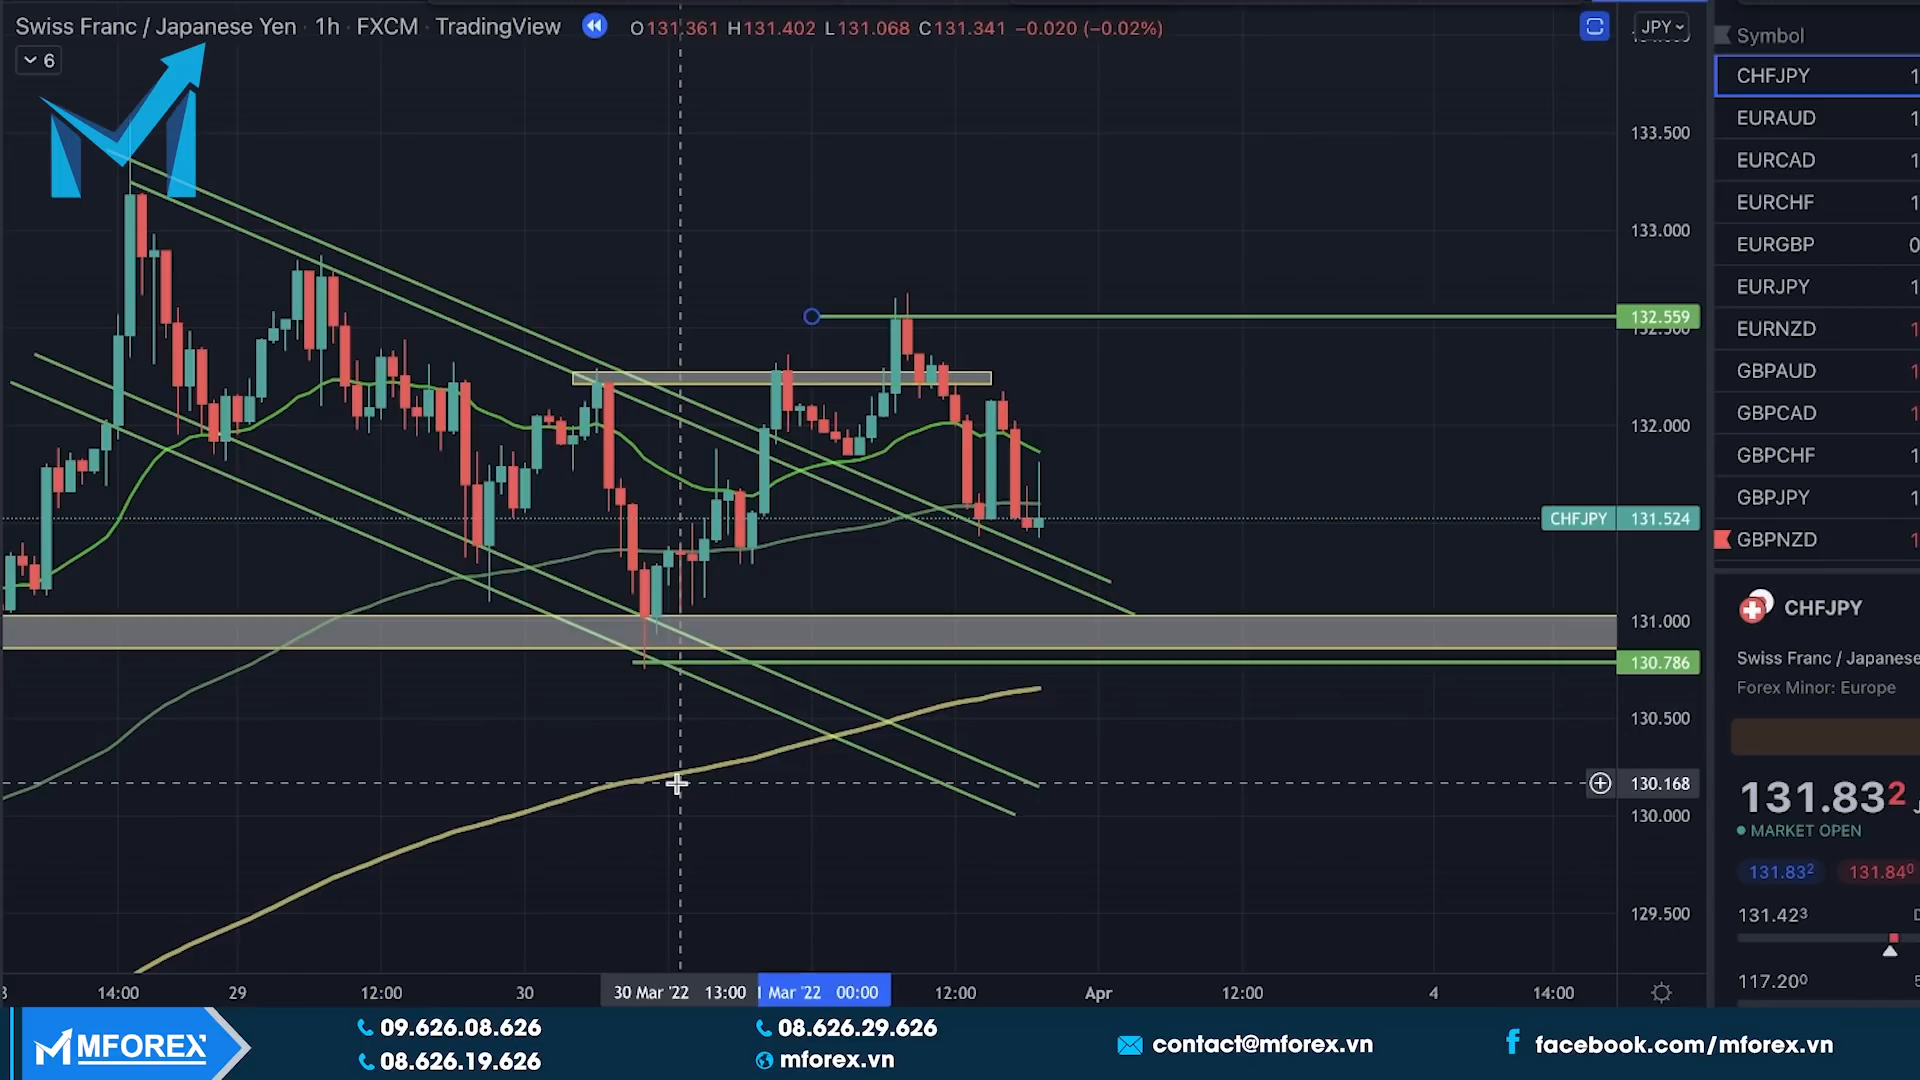 Swiss Franc / Japanese Yen · 1h · FXCM · TradingView
O131.361 H131.402 L131.068 C131.341 −0.020 (−0.02%)
JPY
6
133.500
133.000
132.559
132.500
132.000
CHFJPY 131.524
131.000
130.786
130.500
130.168
130.000
129.500
14:00 29 12:00 30 30 Mar '22 13:00 Mar '22 00:00 12:00 Apr 12:00 4 14:00
Symbol
CHFJPY
EURAUD
EURCAD
EURCHF
EURGBP
EURJPY
EURNZD
GBPAUD
GBPCAD
GBPCHF
GBPJPY
GBPNZD
CHFJPY
Swiss Franc / Japanese
Forex Minor: Europe
131.832
MARKET OPEN
131.832 131.840
131.423
117.200
MFOREX
09.626.08.626
08.626.19.626
08.626.29.626
mforex.vn
contact@mforex.vn
facebook.com/mforex.vn